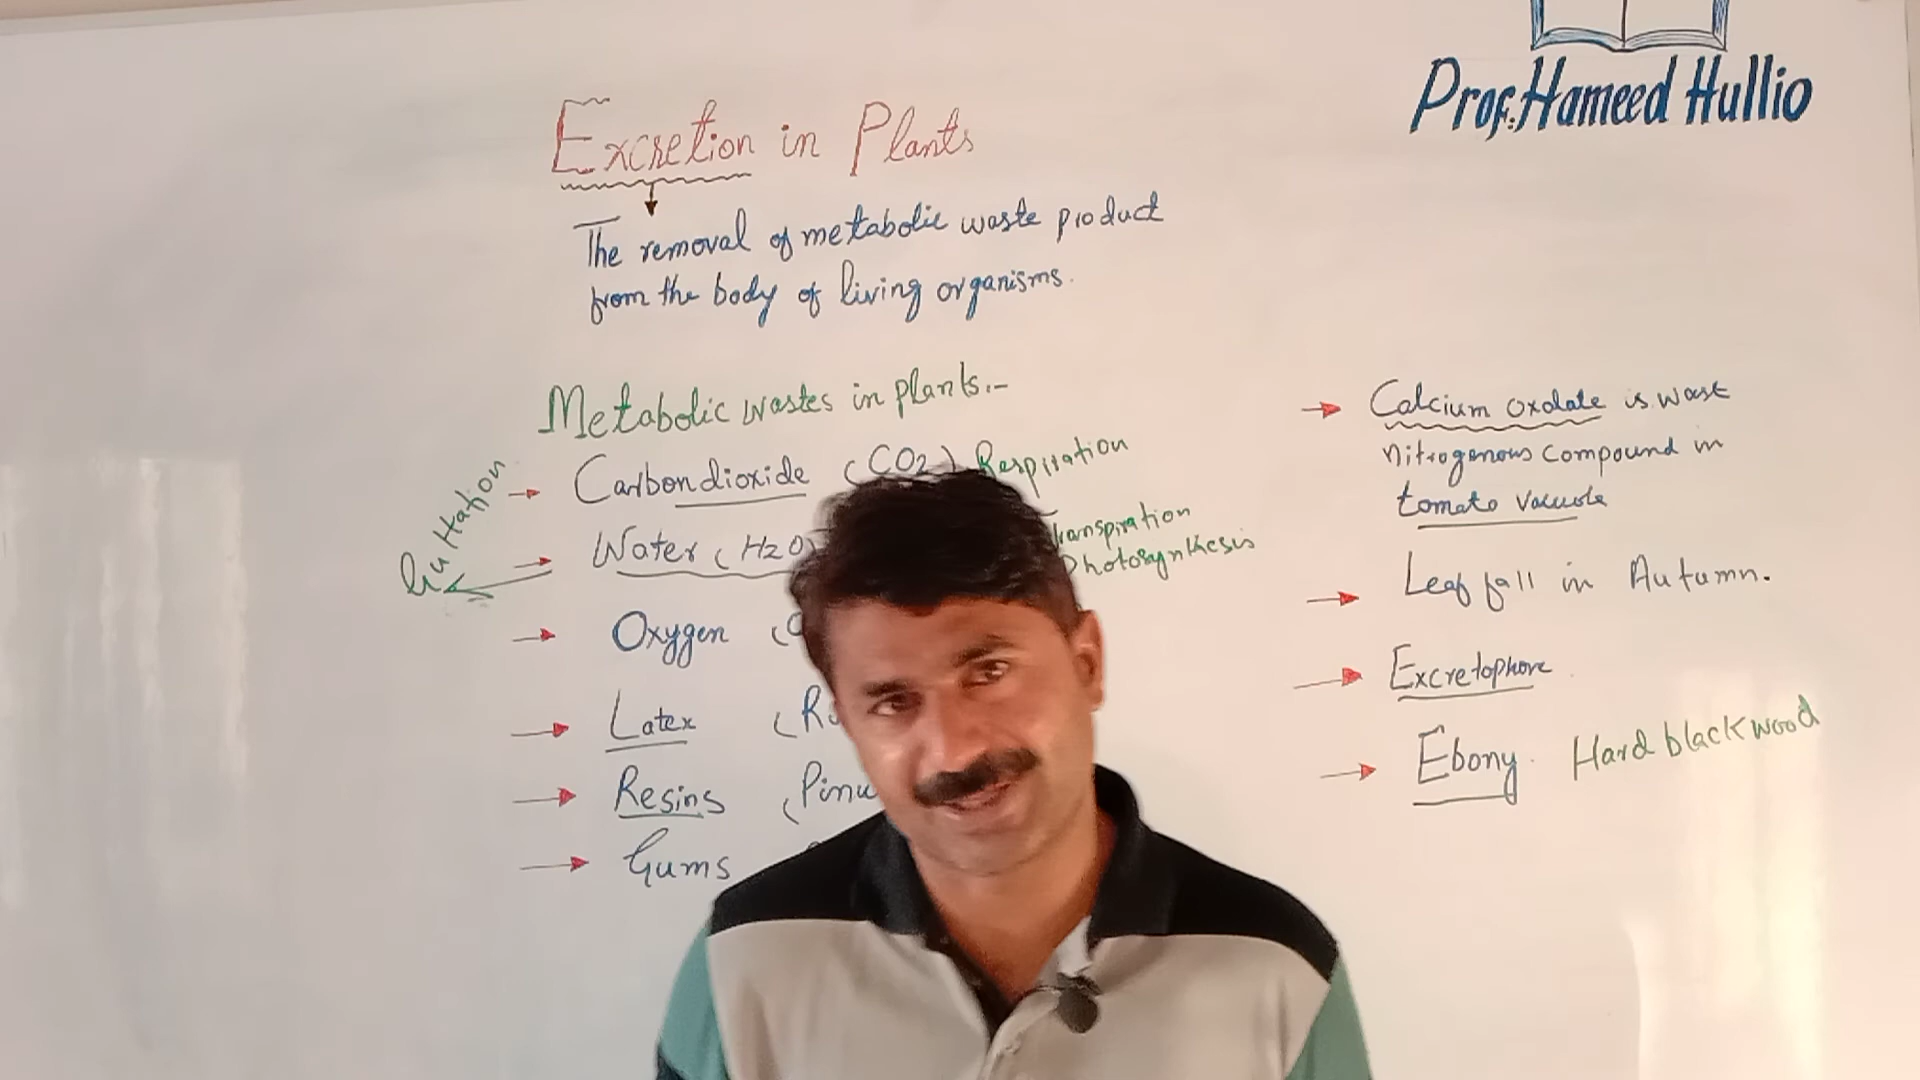 Prof. Hameed Hullio
Excretion in Plants
The removal of metabolic waste product
from the body of living organisms.
Metabolic wastes in plants.-
Carbondioxide (CO2) Respiration
Guttation
Water (H2O) Transpiration
Photosynthesis
Oxygen
Latex
Resins (Pinu
Gums
Calcium oxalate is wast
nitrogenous compound in
tomato vacuole
Leaf fall in Autumn.
Excretophore
Ebony. Hard black wood